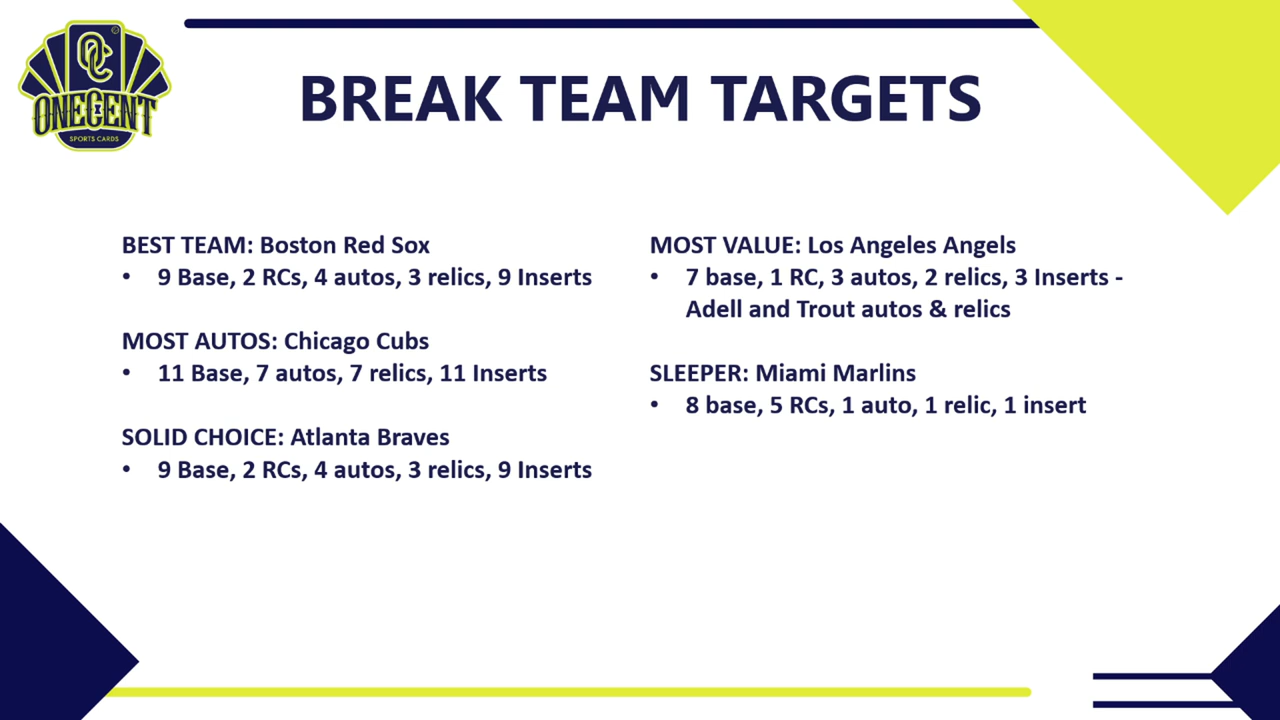 OC
ONECENT
SPORTS CARDS
BREAK TEAM TARGETS
BEST TEAM: Boston Red Sox
• 9 Base, 2 RCs, 4 autos, 3 relics, 9 Inserts
MOST AUTOS: Chicago Cubs
• 11 Base, 7 autos, 7 relics, 11 Inserts
SOLID CHOICE: Atlanta Braves
• 9 Base, 2 RCs, 4 autos, 3 relics, 9 Inserts
MOST VALUE: Los Angeles Angels
• 7 base, 1 RC, 3 autos, 2 relics, 3 Inserts -
Adell and Trout autos & relics
SLEEPER: Miami Marlins
• 8 base, 5 RCs, 1 auto, 1 relic, 1 insert